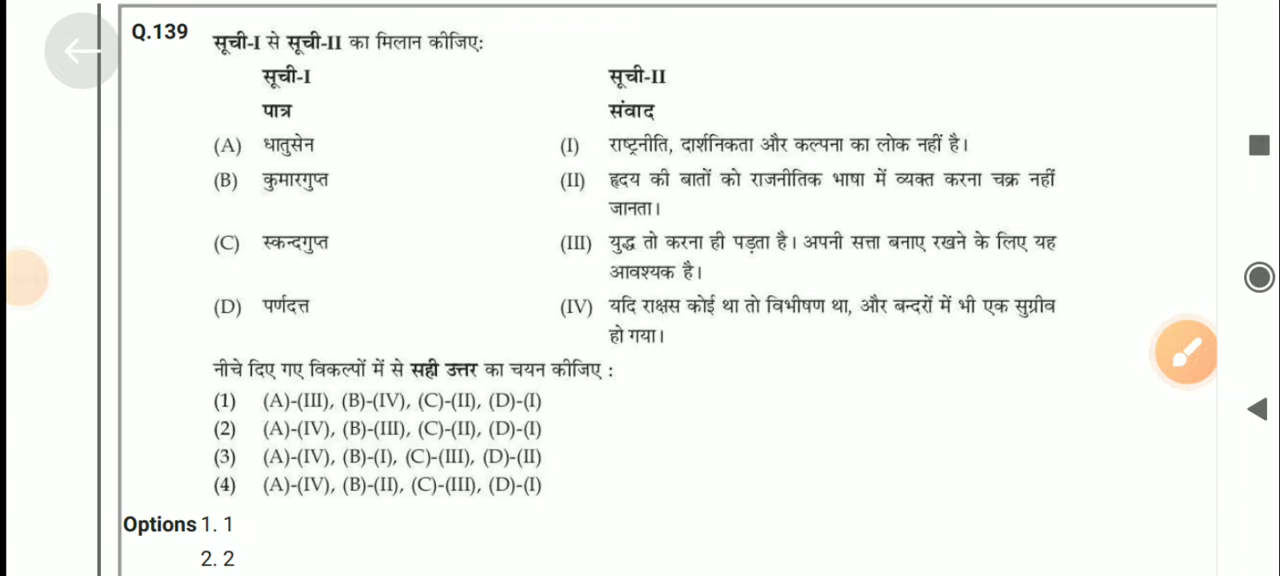 Q.139 सूची-I से सूची-II का मिलान कीजिए:
सूची-I सूची-II
पात्र संवाद
(A) धातुसेन (I) राष्ट्रनीति, दार्शनिकता और कल्पना का लोक नहीं है।
(B) कुमारगुप्त (II) हृदय की बातों को राजनीतिक भाषा में व्यक्त करना चक्र नहीं
जानता।
(C) स्कन्दगुप्त (III) युद्ध तो करना ही पड़ता है। अपनी सत्ता बनाए रखने के लिए यह
आवश्यक है।
(D) पर्णदत्त (IV) यदि राक्षस कोई था तो विभीषण था, और बन्दरों में भी एक सुग्रीव
हो गया।
नीचे दिए गए विकल्पों में से सही उत्तर का चयन कीजिए :
(1) (A)-(III), (B)-(IV), (C)-(II), (D)-(I)
(2) (A)-(IV), (B)-(III), (C)-(II), (D)-(I)
(3) (A)-(IV), (B)-(I), (C)-(III), (D)-(II)
(4) (A)-(IV), (B)-(II), (C)-(III), (D)-(I)
Options 1. 1
2. 2